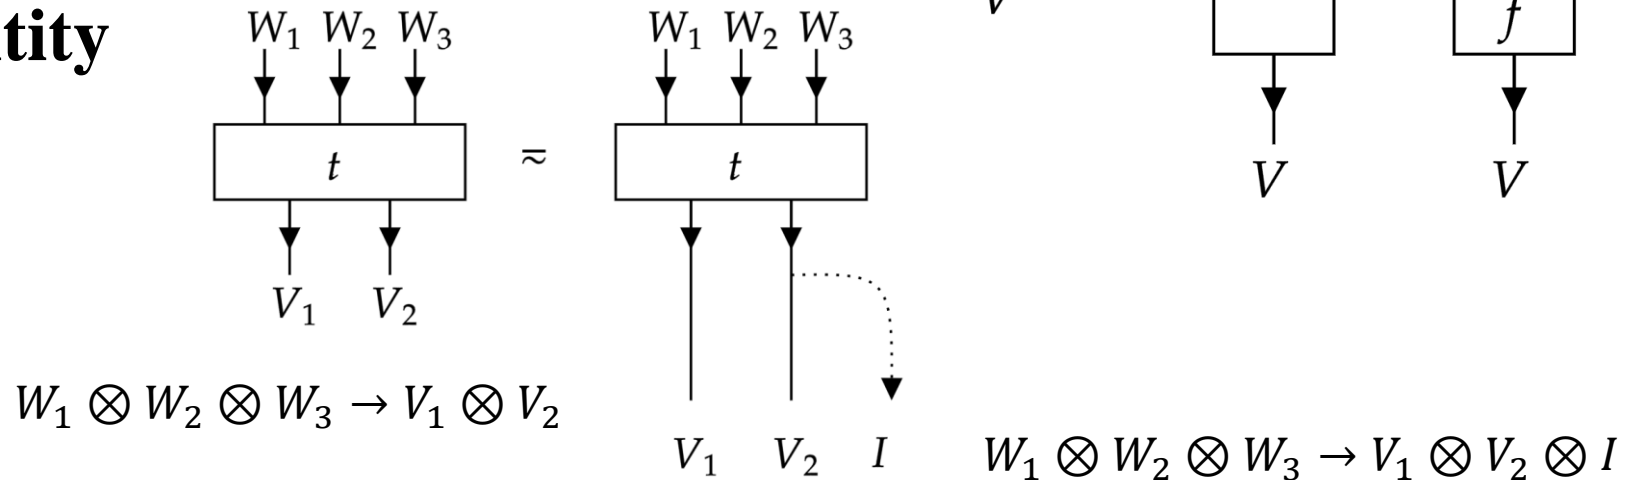 tity
W₁ W₂ W₃
t
V₁ V₂
≂
W₁ W₂ W₃
t
V₁ V₂ I
W₁ ⊗ W₂ ⊗ W₃ → V₁ ⊗ V₂
W₁ ⊗ W₂ ⊗ W₃ → V₁ ⊗ V₂ ⊗ I
V
f
V V